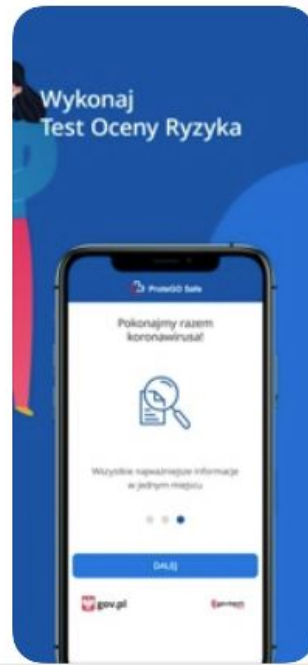 Wykonaj
Test Oceny Ryzyka
ProteGO Safe
Pokonajmy razem
koronawirusa!
Wszystkie najważniejsze informacje
w jednym miejscu
DALEJ
gov.pl